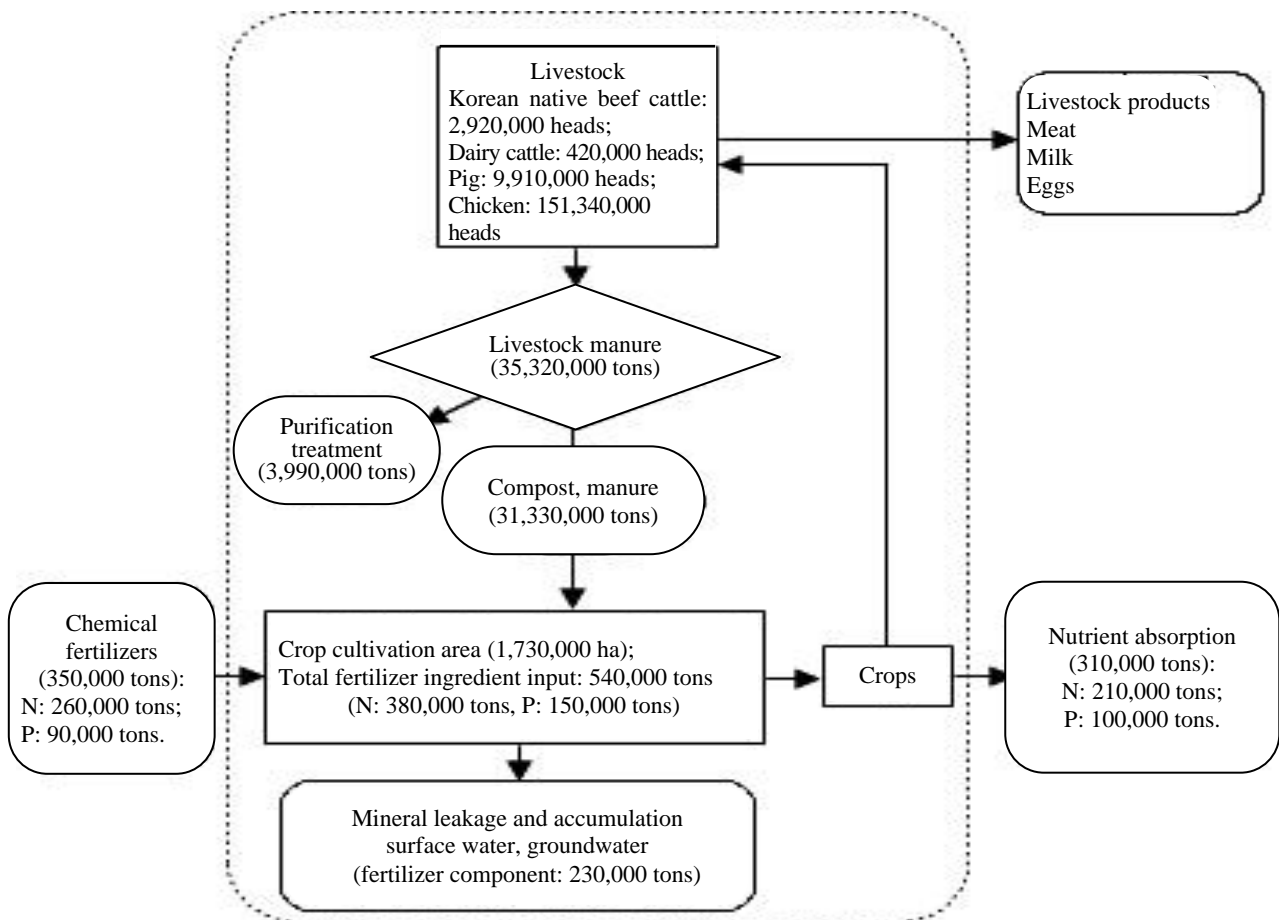 Livestock
Korean native beef cattle:
2,920,000 heads;
Dairy cattle: 420,000 heads;
Pig: 9,910,000 heads;
Chicken: 151,340,000
heads
Livestock products
Meat
Milk
Eggs
Livestock manure
(35,320,000 tons)
Purification
treatment
(3,990,000 tons)
Compost, manure
(31,330,000 tons)
Chemical
fertilizers
(350,000 tons):
N: 260,000 tons;
P: 90,000 tons.
Crop cultivation area (1,730,000 ha);
Total fertilizer ingredient input: 540,000 tons
(N: 380,000 tons, P: 150,000 tons)
Crops
Nutrient absorption
(310,000 tons):
N: 210,000 tons;
P: 100,000 tons.
Mineral leakage and accumulation
surface water, groundwater
(fertilizer component: 230,000 tons)